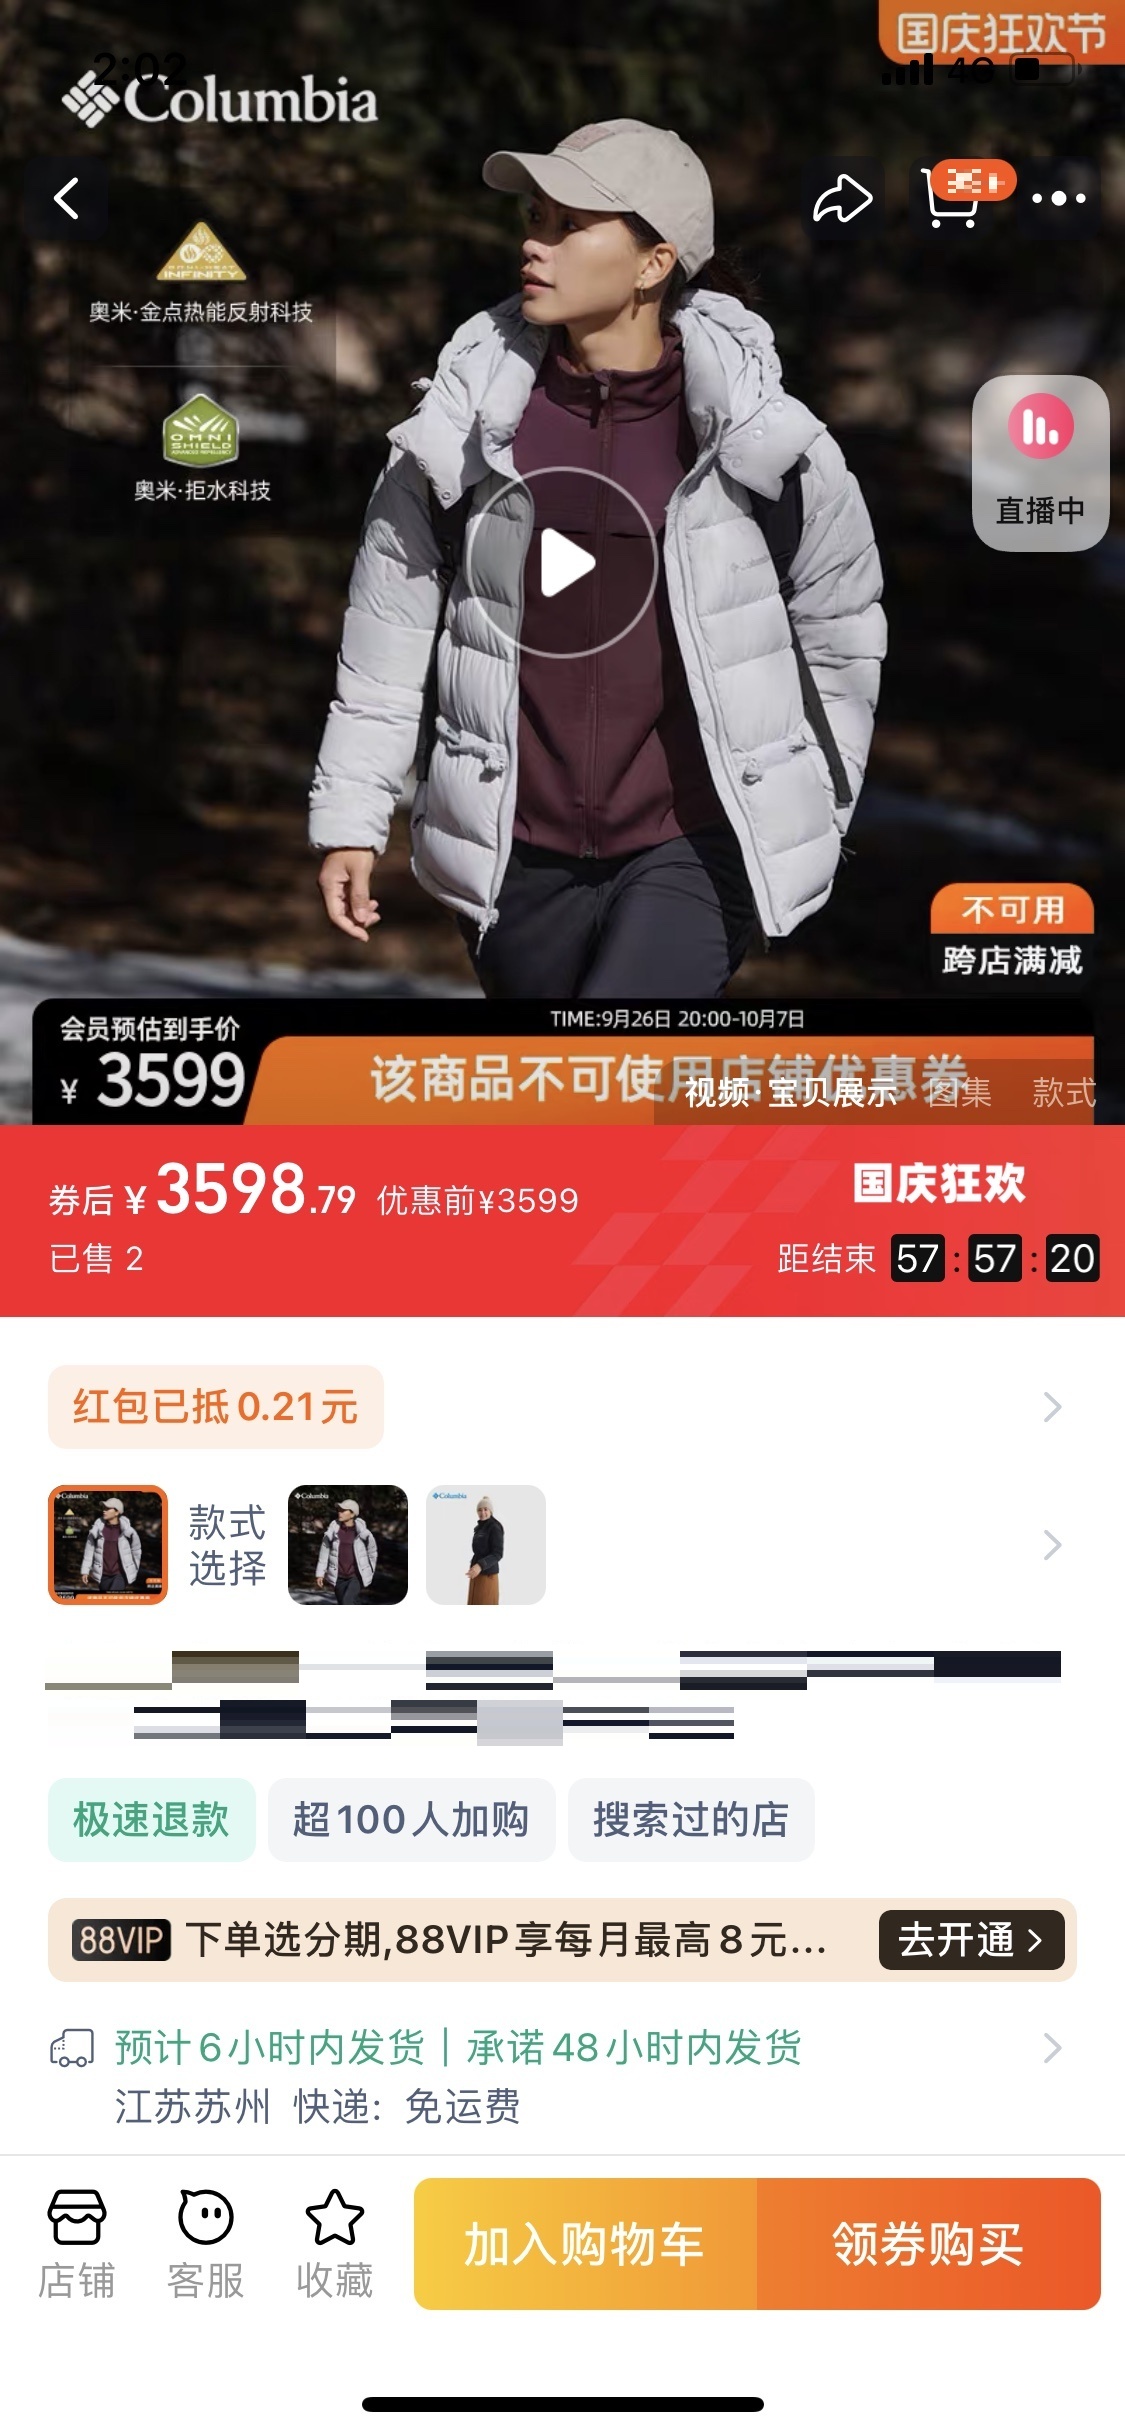 国庆狂欢节
2:02
4G
Columbia
INFINITY
奥米·金点热能反射科技
OMNI
SHIELD
ADVANCED REPELLENCY
奥米·拒水科技
直播中
不可用
跨店满减
会员预估到手价
¥ 3599
TIME:9月26日 20:00-10月7日
该商品不可使用店铺优惠券
视频·宝贝展示 图集 款式
券后 ¥3598.79 优惠前¥3599
国庆狂欢
已售 2
距结束 57:57:20
红包已抵0.21元
款式
选择
Columbia
Columbia
Columbia
极速退款
超100人加购
搜索过的店
88VIP 下单选分期,88VIP享每月最高8元...
去开通
预计6小时内发货 | 承诺48小时内发货
江苏苏州 快递: 免运费
店铺
客服
收藏
加入购物车
领券购买